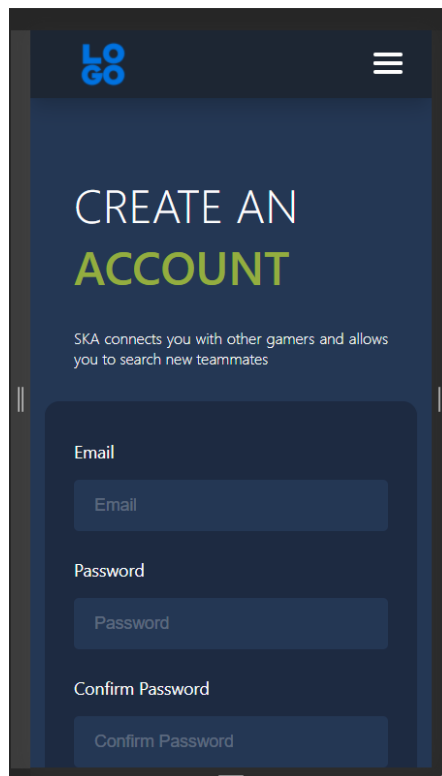 LO
GO
CREATE AN
ACCOUNT
SKA connects you with other gamers and allows
you to search new teammates
Email
Email
Password
Password
Confirm Password
Confirm Password